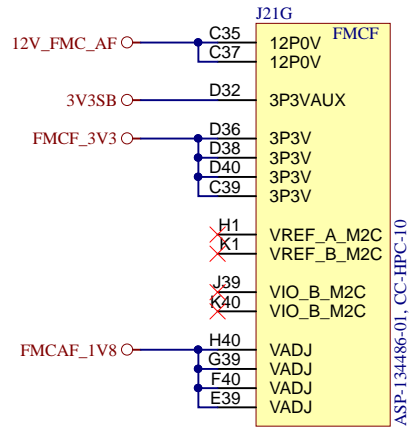 J21G
FMCF
12V_FMC_AF
C35
12P0V
C37
12P0V
3V3SB
D32
3P3VAUX
FMCF_3V3
D36
3P3V
D38
3P3V
D40
3P3V
C39
3P3V
H1
VREF_A_M2C
K1
VREF_B_M2C
J39
VIO_B_M2C
K40
VIO_B_M2C
FMCAF_1V8
H40
VADJ
G39
VADJ
F40
VADJ
E39
VADJ
ASP-134486-01, CC-HPC-10